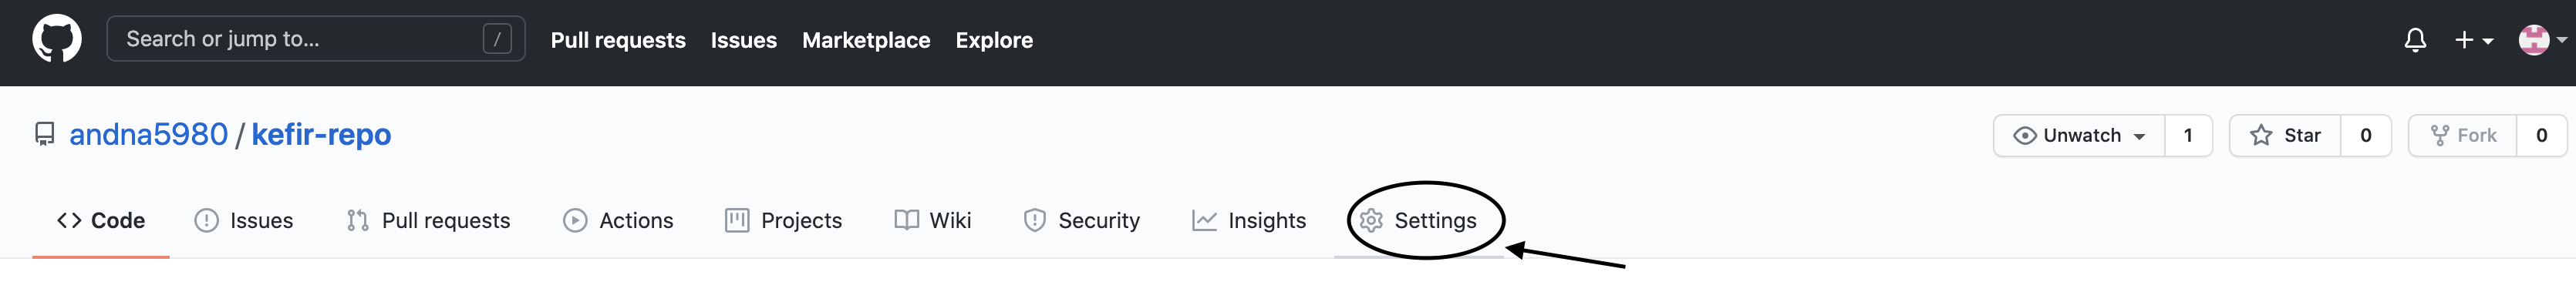 Search or jump to... / Pull requests Issues Marketplace Explore
andna5980 / kefir-repo Unwatch 1 Star 0 Fork 0
Code Issues Pull requests Actions Projects Wiki Security Insights Settings